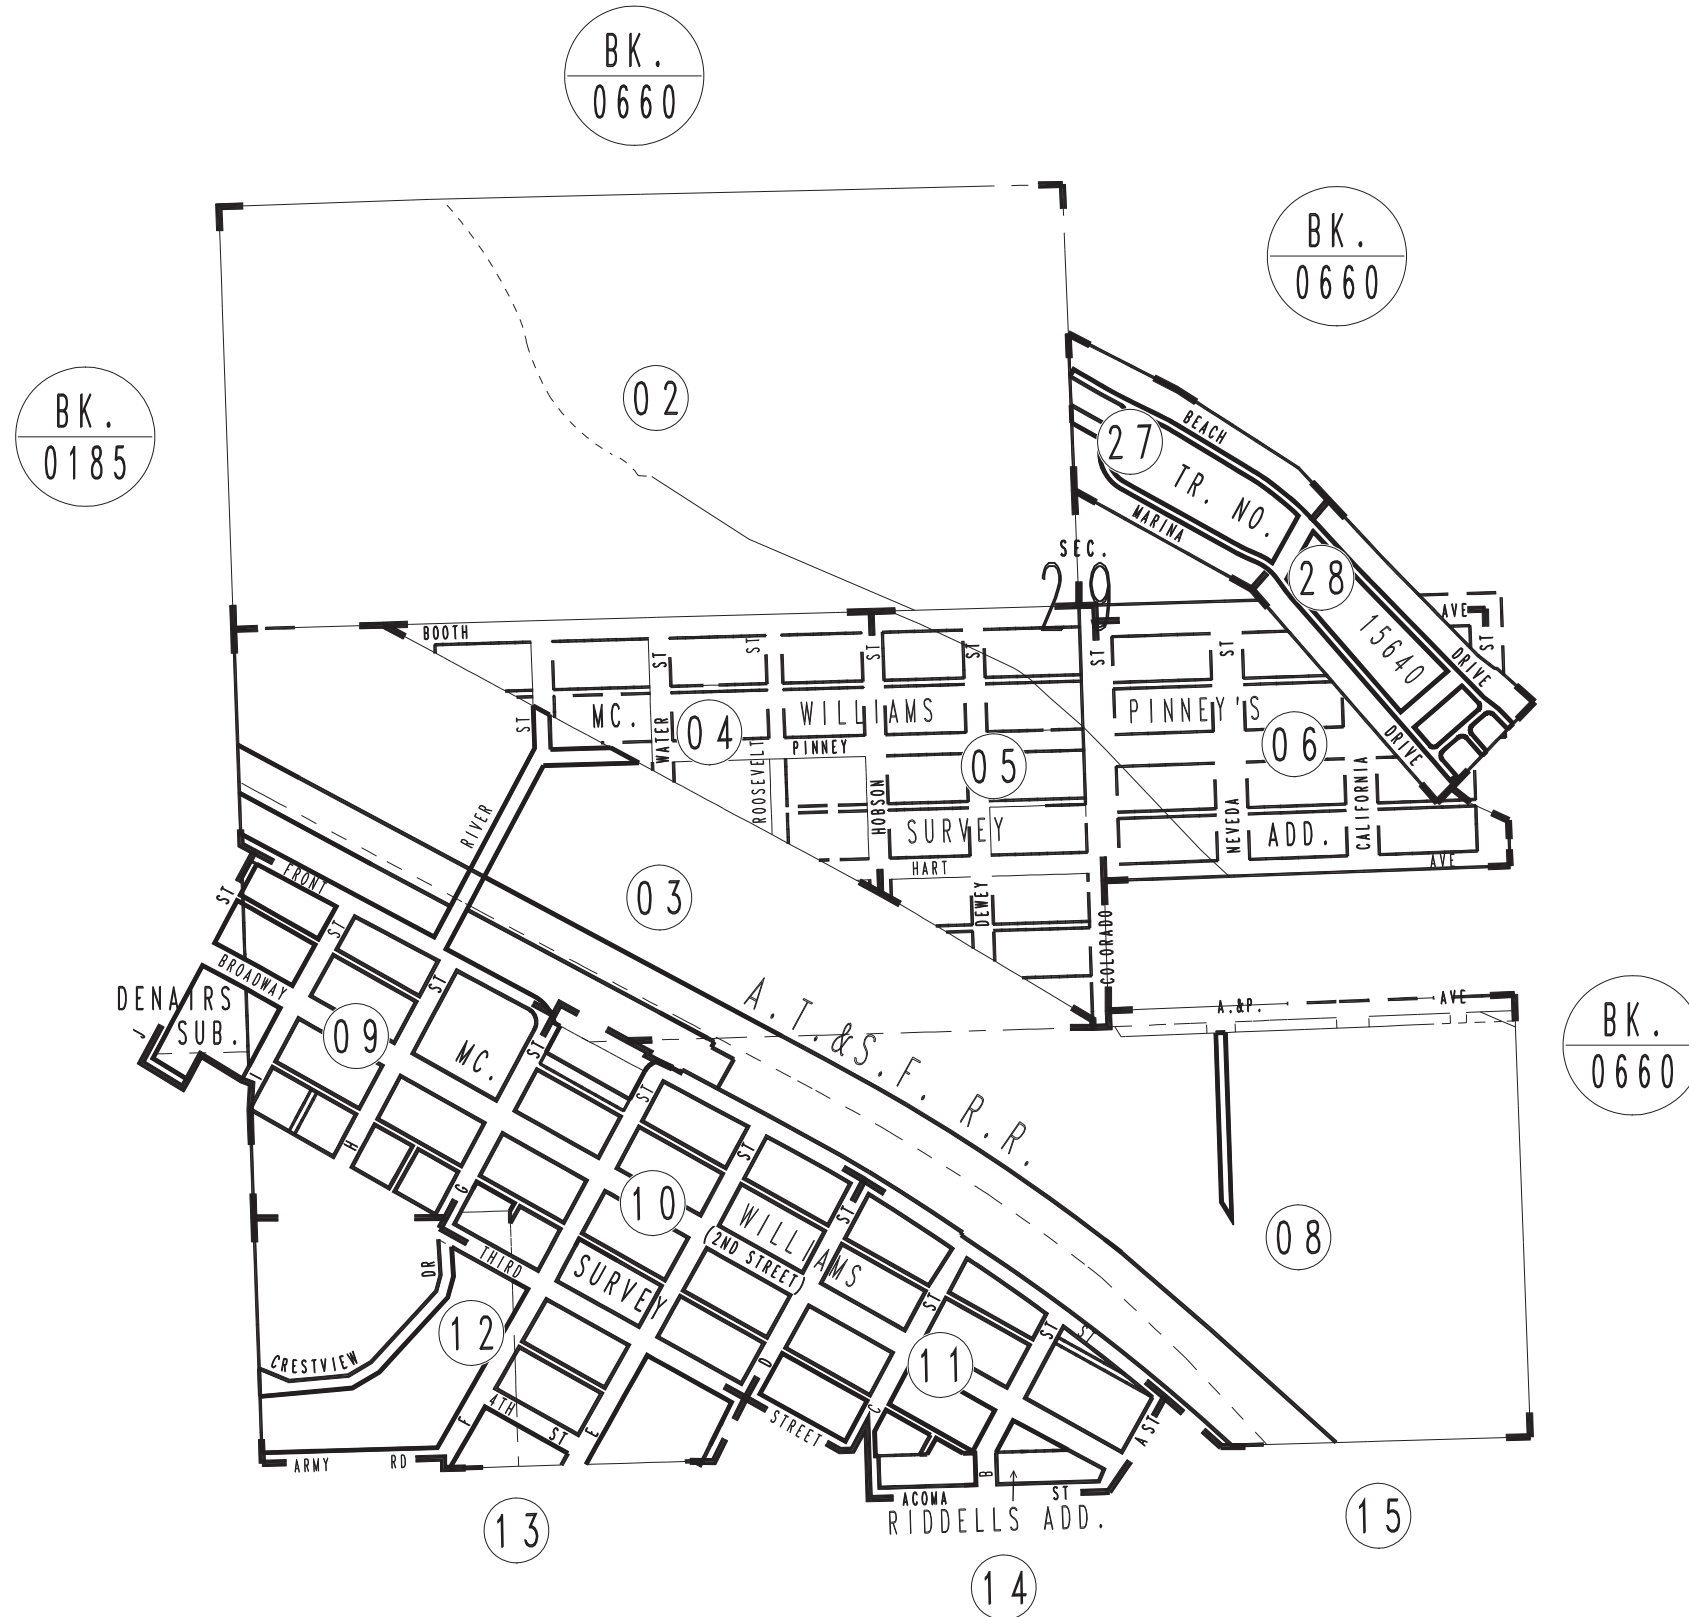 BK.
0660
BK.
0660
BK.
0185
02
27
BEACH
TR. NO.
MARINA
SEC.
29
28
15640
AVE
ST
DRIVE
DRIVE
BOOTH
ST
ST
ST
ST
ST
ST
ST
MC.
WILLIAMS
PINNEY'S
WATER
04
PINNEY
ROOSEVELT
HOBSON
05
06
SURVEY
NEVEDA
ADD.
CALIFORNIA
HART
AVE
DEWEY
COLORADO
RIVER
03
FRONT
ST
ST
ST
BROADWAY
DENAIRS
SUB.
J
09
MC.
ST
ST
A.T.&S.F. R.R.
A.&P.
AVE
BK.
0660
08
I
H
G
10
ST
WILLIAMS
(2ND STREET)
ST
THIRD
SURVEY
DR
12
CRESTVIEW
ST
ST
ST
11
4TH
ST
F
E
D
C
STREET
B
A ST
ARMY
RD
ACOMA
ST
RIDDELLS ADD.
13
14
15